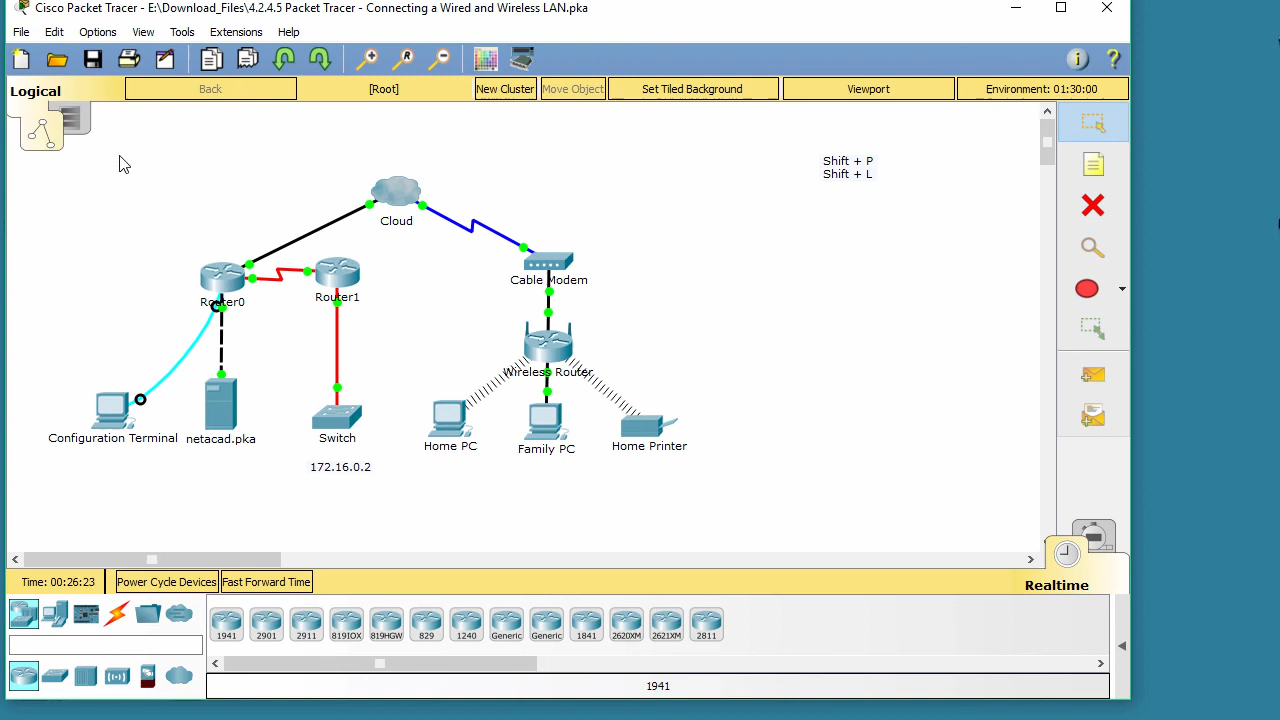 Cisco Packet Tracer - E:\Download_Files\4.2.4.5 Packet Tracer - Connecting a Wired and Wireless LAN.pka
File Edit Options View Tools Extensions Help
Logical Back [Root] New Cluster Move Object Set Tiled Background Viewport Environment: 01:30:00
Shift + P
Shift + L
Cloud
Cable Modem
Router0 Router1
Wireless Router
Configuration Terminal netacad.pka Switch Home PC Family PC Home Printer
172.16.0.2
Time: 00:26:23 Power Cycle Devices Fast Forward Time Realtime
1941 2901 2911 819IOX 819HGW 829 1240 Generic Generic 1841 2620XM 2621XM 2811
1941